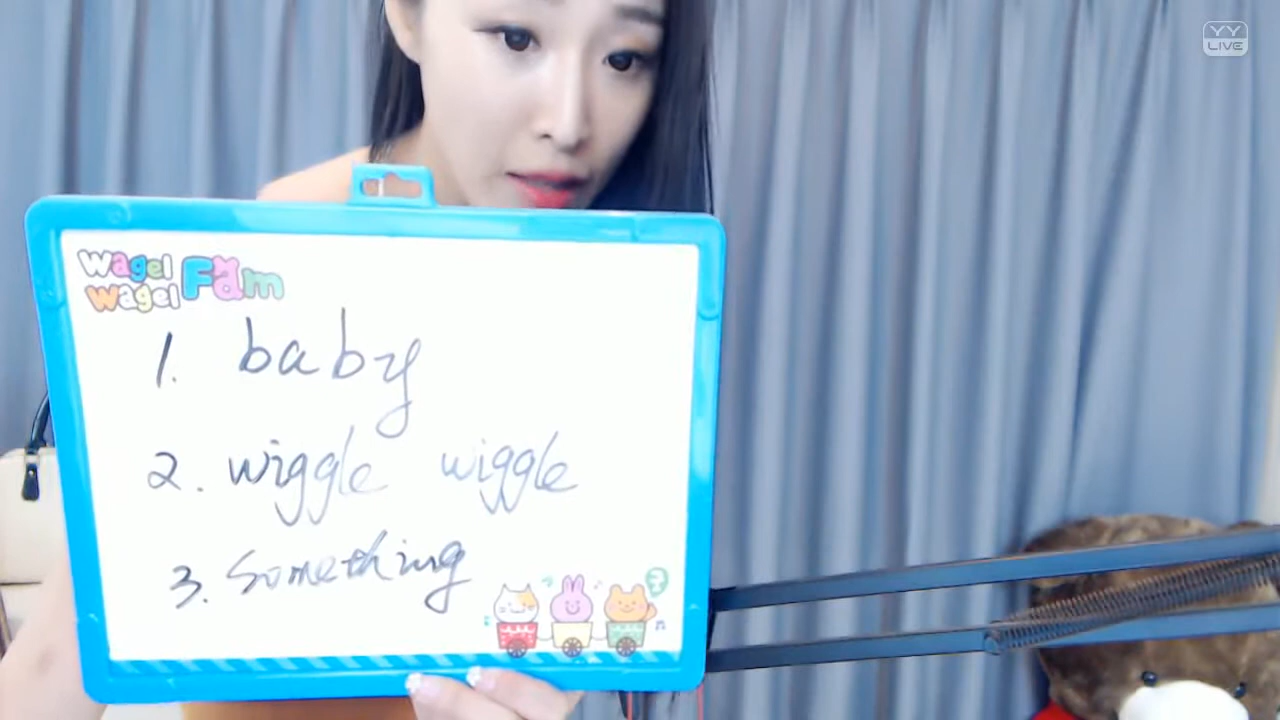 YY
LIVE
wagel
wagel Fam
1. baby
2. wiggle wiggle
3. Something